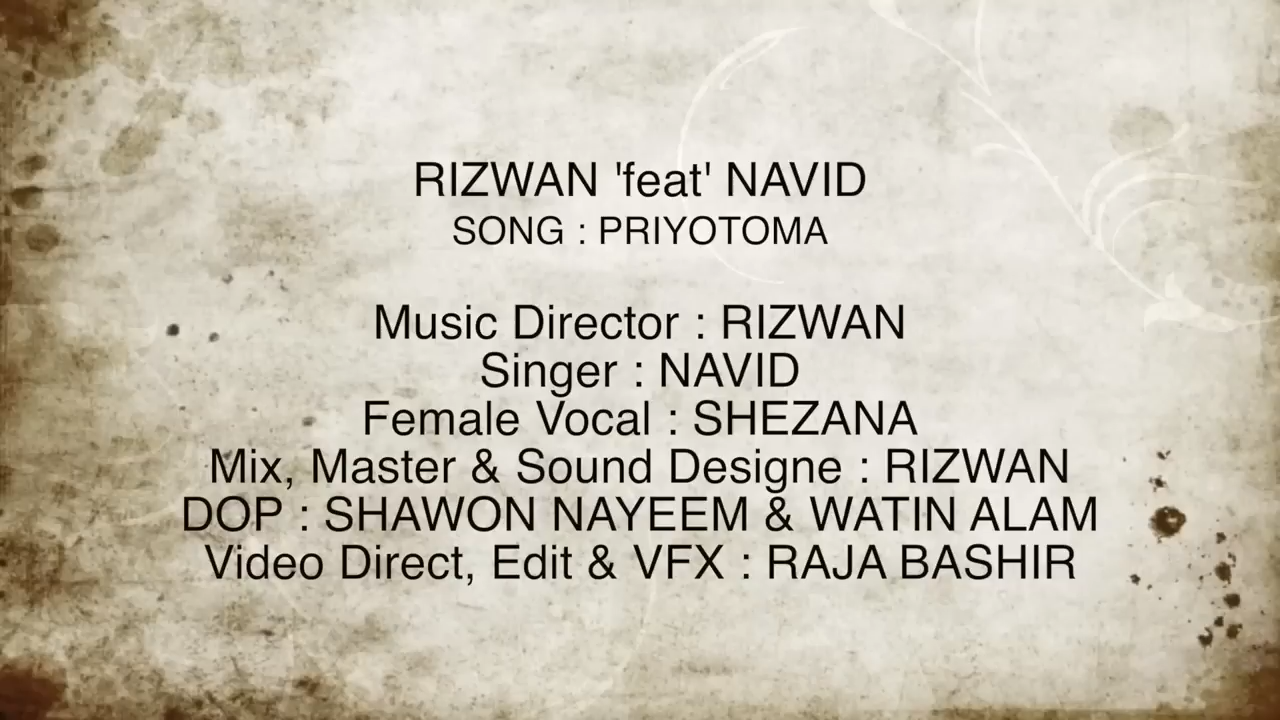 RIZWAN 'feat' NAVID
SONG : PRIYOTOMA
Music Director : RIZWAN
Singer : NAVID
Female Vocal : SHEZANA
Mix, Master & Sound Designe : RIZWAN
DOP : SHAWON NAYEEM & WATIN ALAM
Video Direct, Edit & VFX : RAJA BASHIR